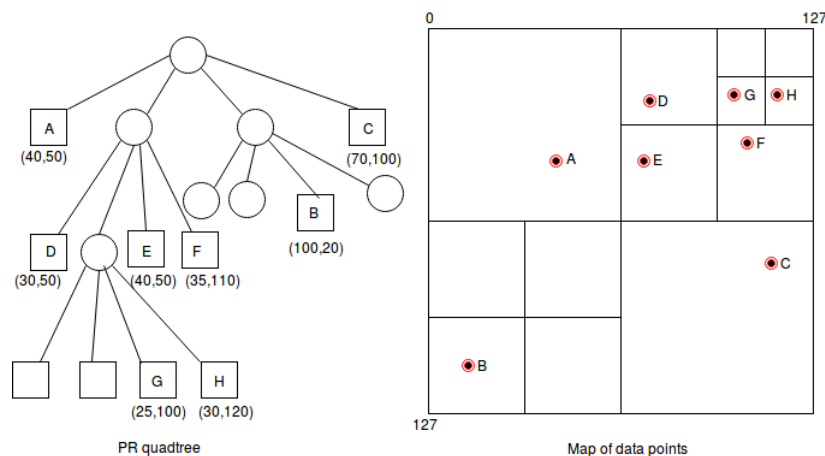 A
(40,50)
C
(70,100)
B
(100,20)
D
(30,50)
E
(40,50)
F
(35,110)
G
(25,100)
H
(30,120)
PR quadtree
0
127
D
G
H
F
A
E
C
B
127
Map of data points